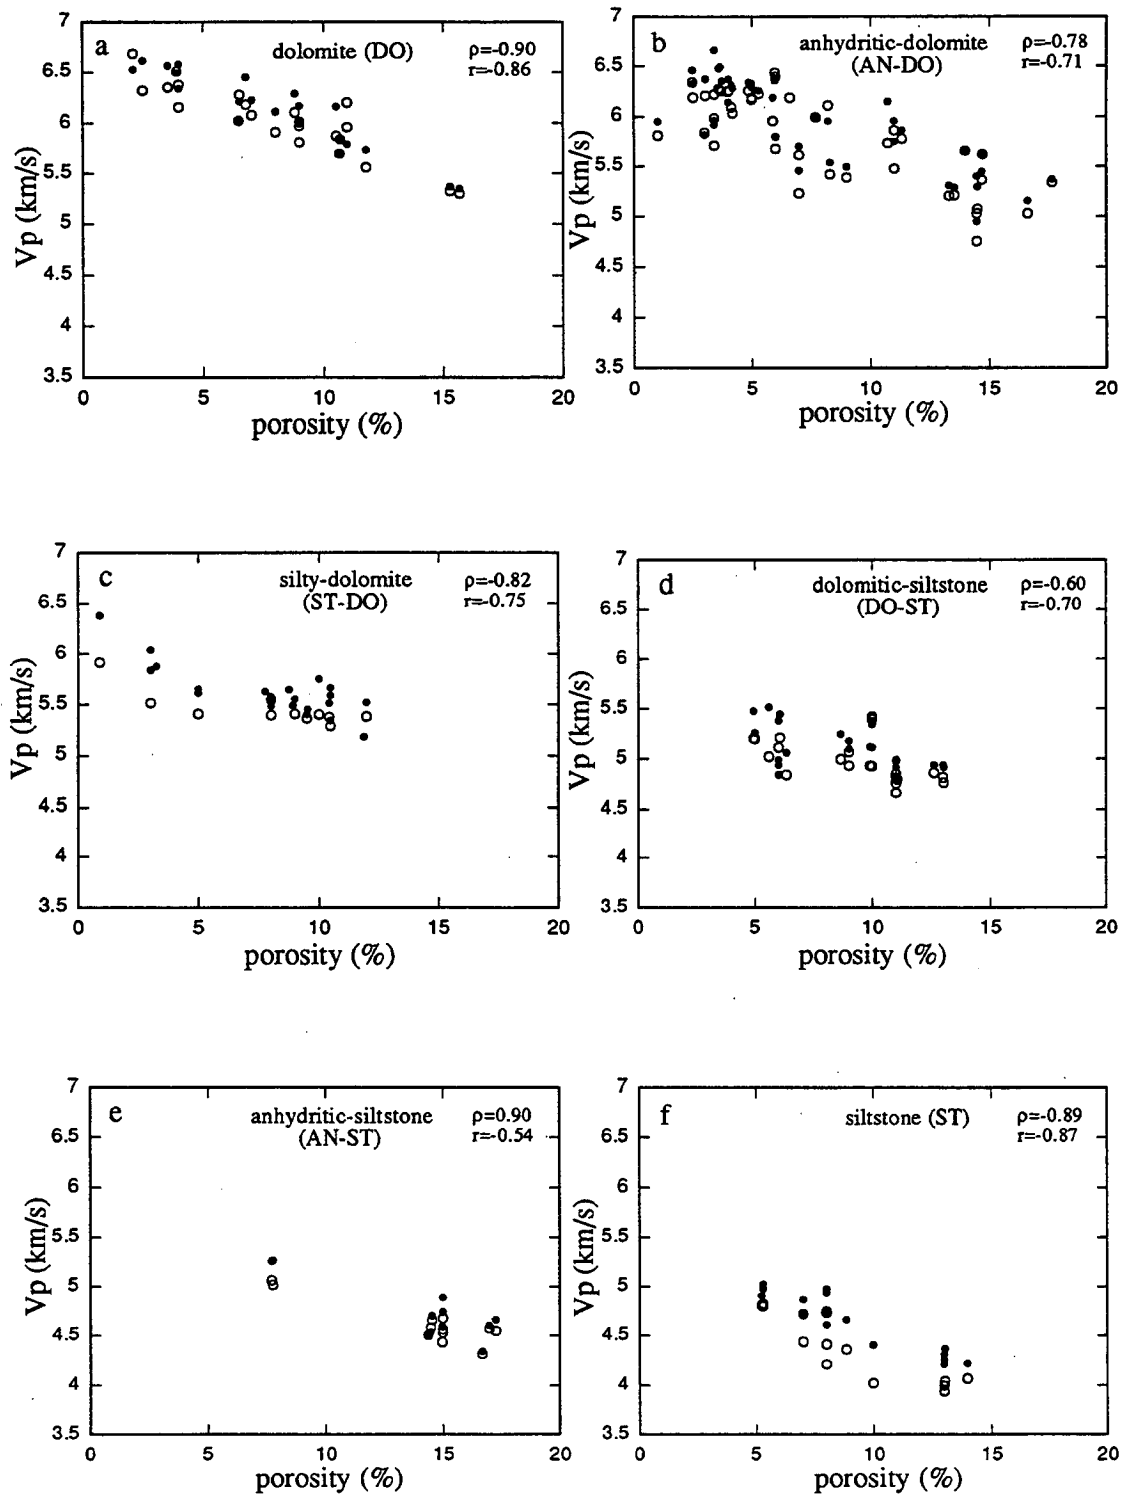 a
dolomite (DO)
ρ=-0.90
r=-0.86
7
6.5
6
5.5
5
4.5
4
3.5
Vp (km/s)
0 5 10 15 20
porosity (%)
b
anhydritic-dolomite
(AN-DO)
ρ=-0.78
r=-0.71
7
6.5
6
5.5
5
4.5
4
3.5
Vp (km/s)
0 5 10 15 20
porosity (%)
c
silty-dolomite
(ST-DO)
ρ=-0.82
r=-0.75
7
6.5
6
5.5
5
4.5
4
3.5
Vp (km/s)
0 5 10 15 20
porosity (%)
d
dolomitic-siltstone
(DO-ST)
ρ=-0.60
r=-0.70
7
6.5
6
5.5
5
4.5
4
3.5
Vp (km/s)
0 5 10 15 20
porosity (%)
e
anhydritic-siltstone
(AN-ST)
ρ=0.90
r=-0.54
7
6.5
6
5.5
5
4.5
4
3.5
Vp (km/s)
0 5 10 15 20
porosity (%)
f
siltstone (ST)
ρ=-0.89
r=-0.87
7
6.5
6
5.5
5
4.5
4
3.5
Vp (km/s)
0 5 10 15 20
porosity (%)